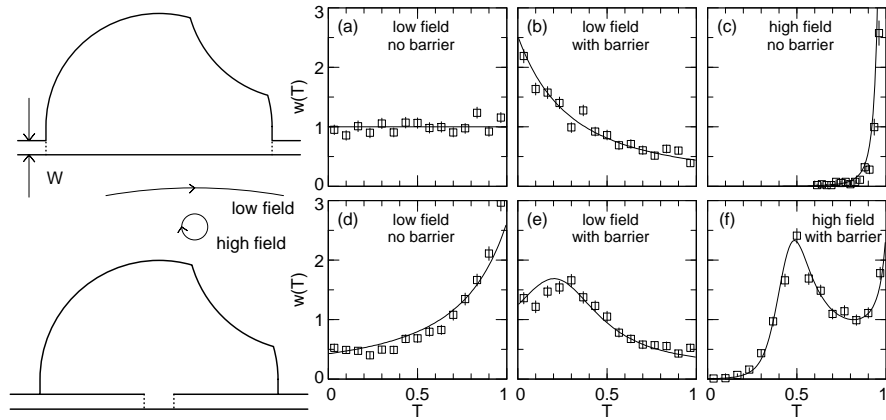 W
low field
high field
w(T)
3
2
1
0
(a)
low field
no barrier
(b)
low field
with barrier
(c)
high field
no barrier
w(T)
3
2
1
0
(d)
low field
no barrier
(e)
low field
with barrier
(f)
high field
with barrier
0 0.5 1
0 0.5 1
0 0.5 1
T
T
T